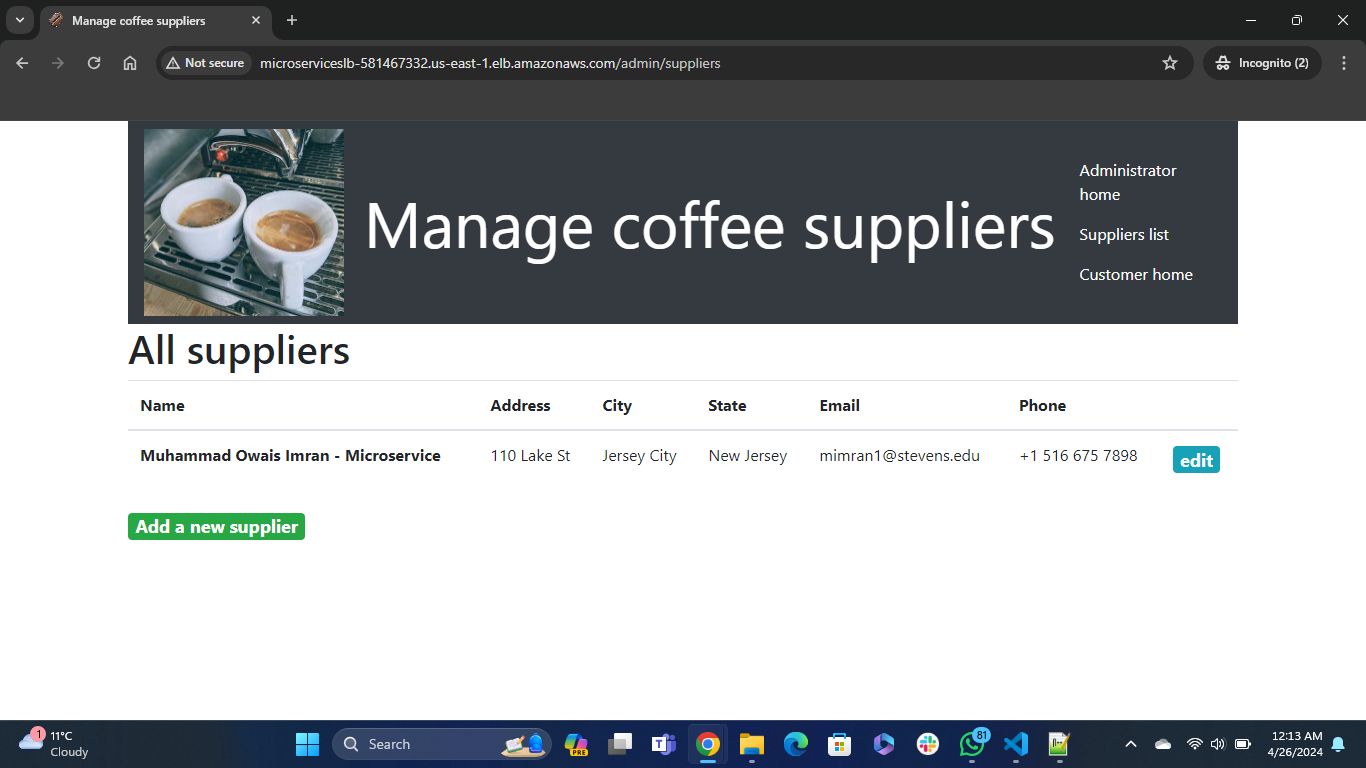 Manage coffee suppliers
Not secure
microserviceslb-581467332.us-east-1.elb.amazonaws.com/admin/suppliers
Incognito (2)
Manage coffee suppliers
Administrator
home
Suppliers list
Customer home
All suppliers
Name Address City State Email Phone
Muhammad Owais Imran - Microservice 110 Lake St Jersey City New Jersey mimran1@stevens.edu +1 516 675 7898 edit
Add a new supplier
1
11°C
Cloudy
Search
PRE
81
12:13 AM
4/26/2024